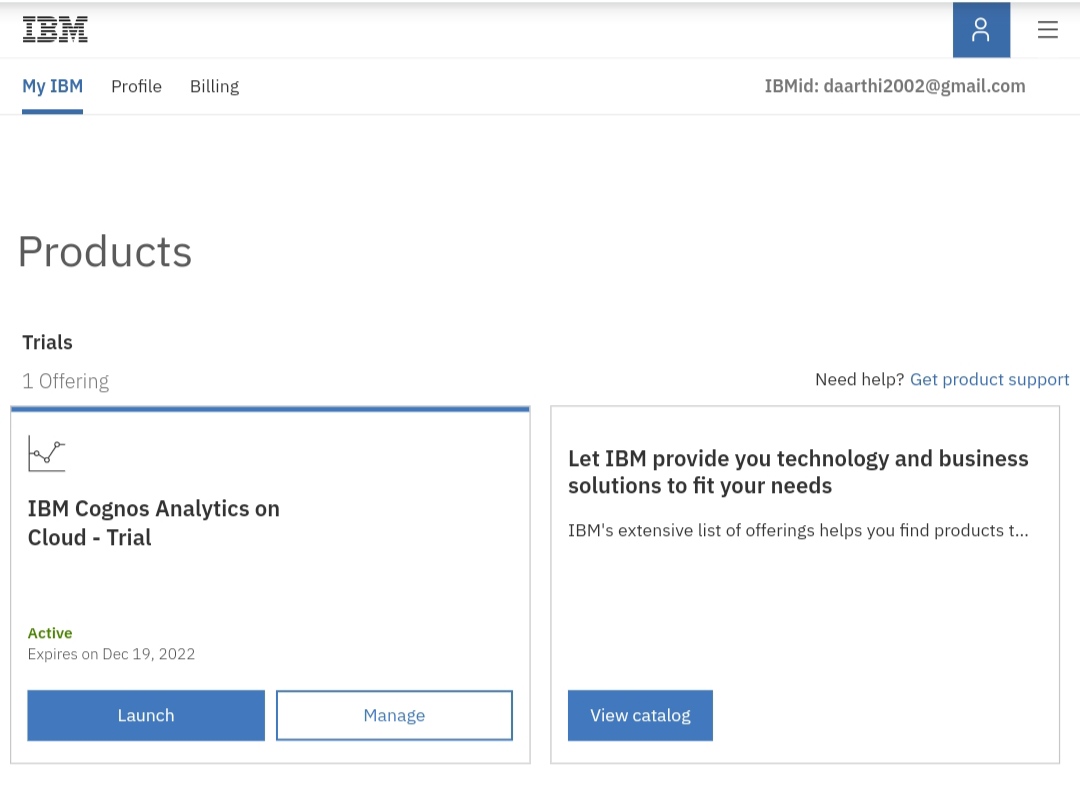 IBM
My IBM Profile Billing IBMid: daarthi2002@gmail.com
Products
Trials
1 Offering
Need help? Get product support
IBM Cognos Analytics on
Cloud - Trial
Active
Expires on Dec 19, 2022
Launch Manage
Let IBM provide you technology and business
solutions to fit your needs
IBM's extensive list of offerings helps you find products t...
View catalog